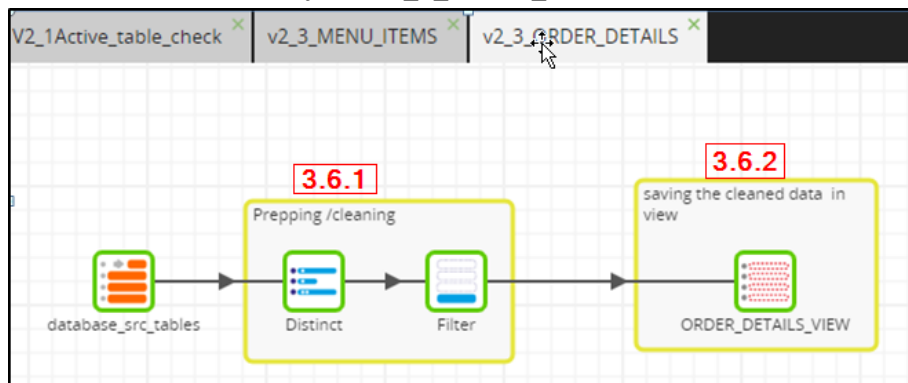 V2_1Active_table_check
v2_3_MENU_ITEMS
v2_3_ORDER_DETAILS
3.6.1
3.6.2
Prepping /cleaning
saving the cleaned data in
view
database_src_tables
Distinct
Filter
ORDER_DETAILS_VIEW